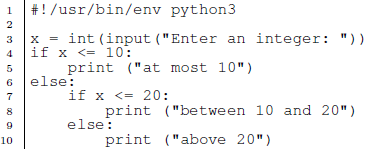 1 #!/usr/bin/env python3
2
3 x = int(input("Enter an integer: "))
4 if x <= 10:
5     print ("at most 10")
6 else:
7     if x <= 20:
8         print ("between 10 and 20")
9     else:
10         print ("above 20")